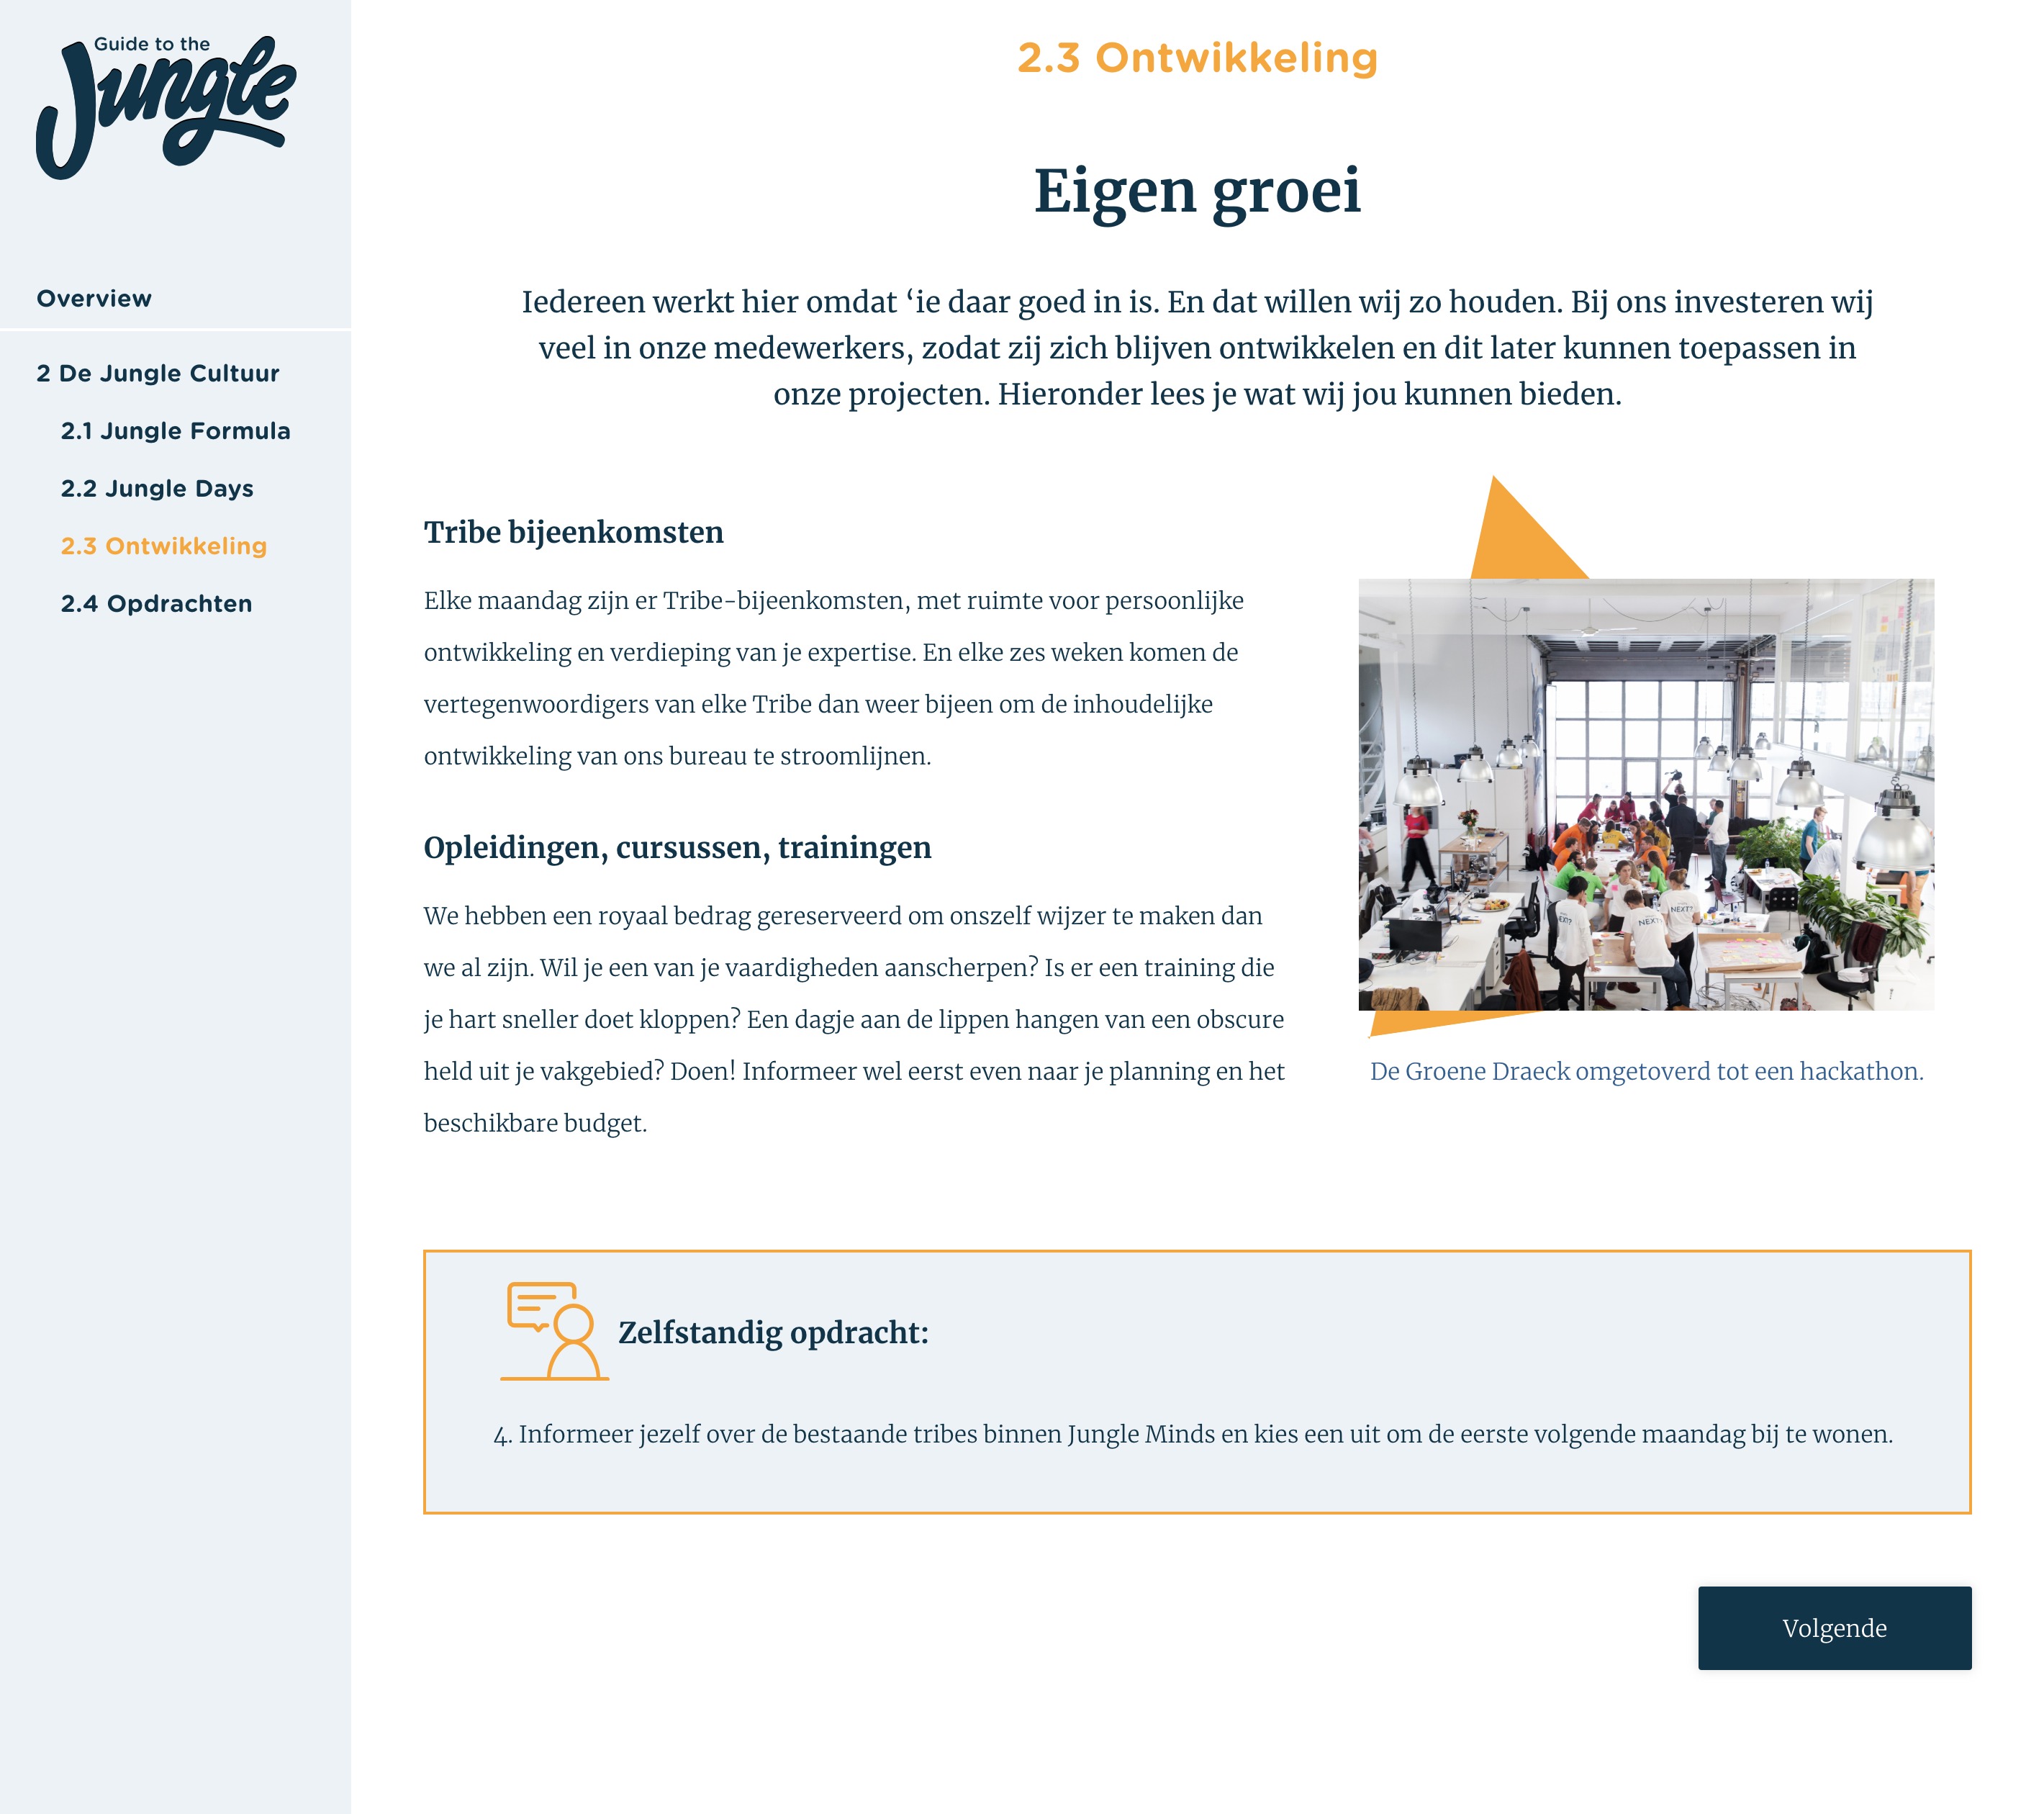 Guide to the
Jungle
Overview
2 De Jungle Cultuur
2.1 Jungle Formula
2.2 Jungle Days
2.3 Ontwikkeling
2.4 Opdrachten
2.3 Ontwikkeling
Eigen groei
Iedereen werkt hier omdat ‘ie daar goed in is. En dat willen wij zo houden. Bij ons investeren wij
veel in onze medewerkers, zodat zij zich blijven ontwikkelen en dit later kunnen toepassen in
onze projecten. Hieronder lees je wat wij jou kunnen bieden.
Tribe bijeenkomsten
Elke maandag zijn er Tribe-bijeenkomsten, met ruimte voor persoonlijke
ontwikkeling en verdieping van je expertise. En elke zes weken komen de
vertegenwoordigers van elke Tribe dan weer bijeen om de inhoudelijke
ontwikkeling van ons bureau te stroomlijnen.
Opleidingen, cursussen, trainingen
We hebben een royaal bedrag gereserveerd om onszelf wijzer te maken dan
we al zijn. Wil je een van je vaardigheden aanscherpen? Is er een training die
je hart sneller doet kloppen? Een dagje aan de lippen hangen van een obscure
held uit je vakgebied? Doen! Informeer wel eerst even naar je planning en het
beschikbare budget.
NEXT?
NEXT?
De Groene Draeck omgetoverd tot een hackathon.
Zelfstandig opdracht:
4. Informeer jezelf over de bestaande tribes binnen Jungle Minds en kies een uit om de eerste volgende maandag bij te wonen.
Volgende